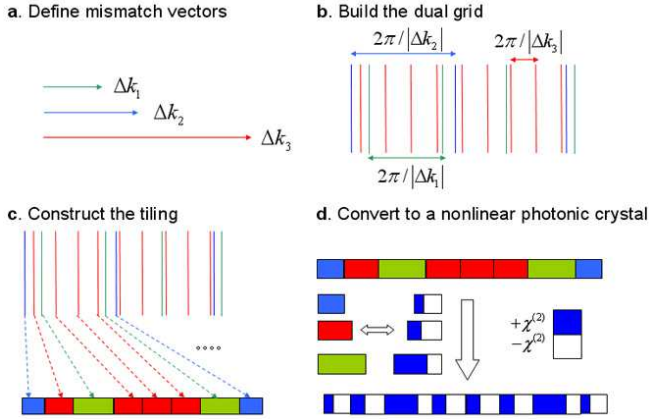 a. Define mismatch vectors
Δk₁
Δk₂
Δk₃
b. Build the dual grid
2π/|Δk₂|
2π/|Δk₃|
2π/|Δk₁|
c. Construct the tiling
d. Convert to a nonlinear photonic crystal
+χ⁽²⁾
−χ⁽²⁾